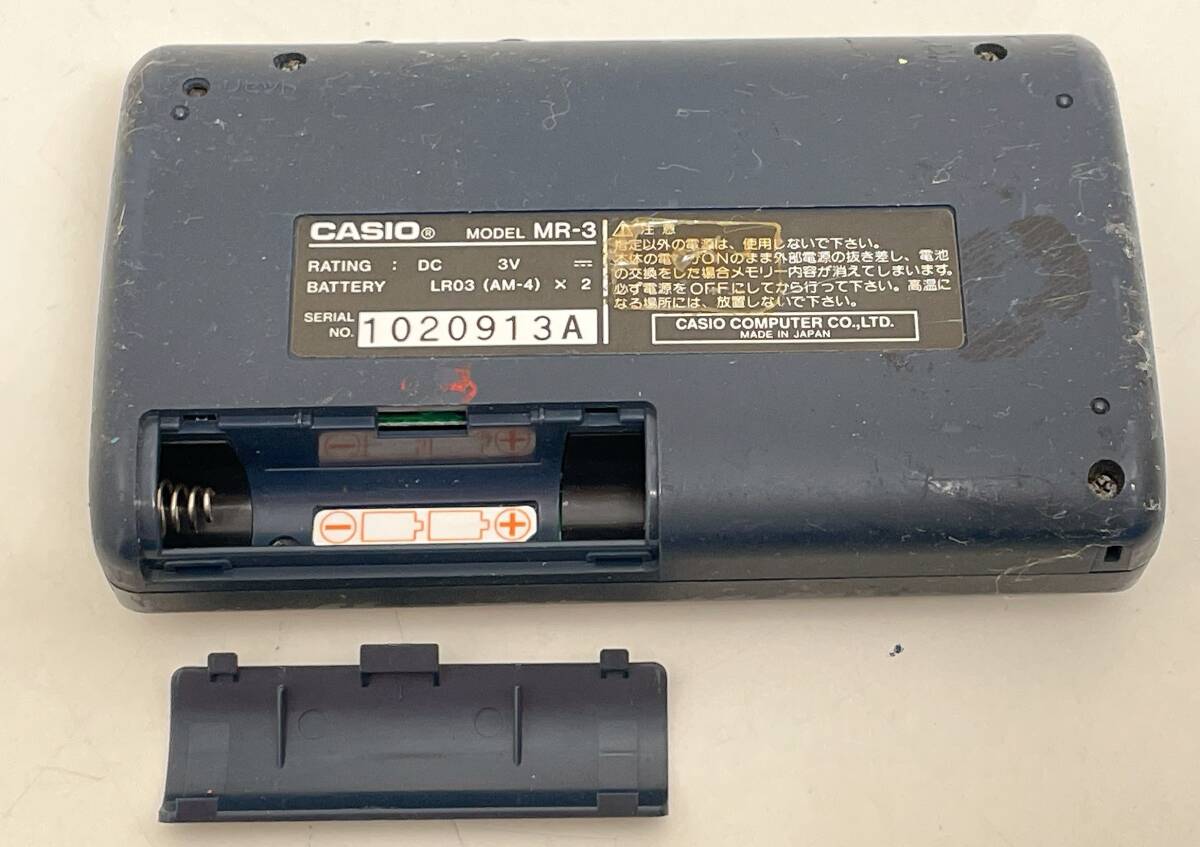 リセット
CASIO® MODEL MR-3
RATING : DC 3V ⎓
BATTERY LR03 (AM-4) × 2
SERIAL NO. 1020913A
⚠ 注意
指定以外の電源は、使用しないで下さい。
本体の電源ONのまま外部電源の抜き差し、電池
の交換をした場合メモリー内容が消えてしまいます。
必ず電源をOFFにしてから行って下さい。高温に
なる場所には、放置しないで下さい。
CASIO COMPUTER CO.,LTD.
MADE IN JAPAN